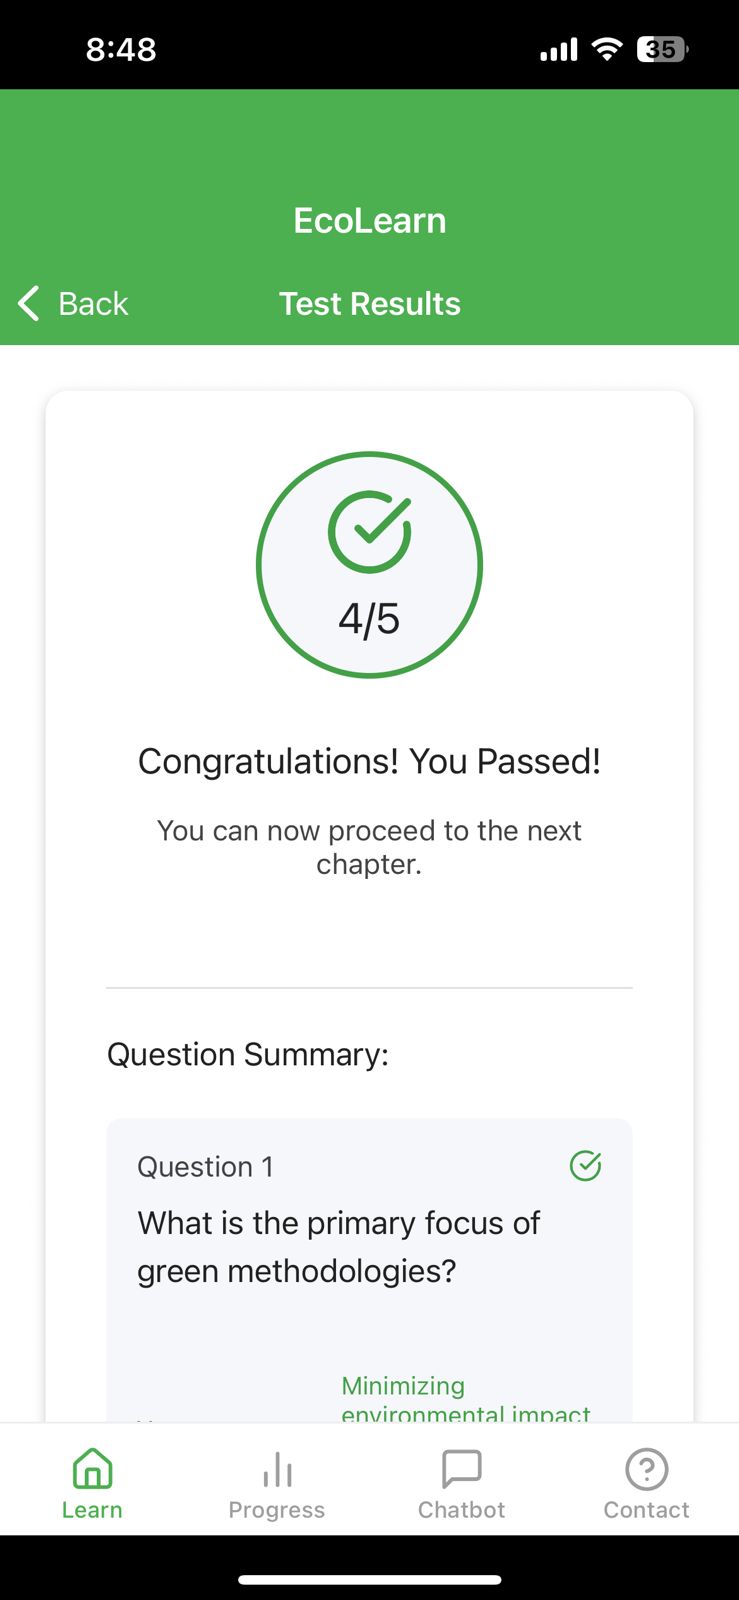 8:48
35
EcoLearn
Back
Test Results
4/5
Congratulations! You Passed!
You can now proceed to the next
chapter.
Question Summary:
Question 1
What is the primary focus of
green methodologies?
Minimizing
environmental impact
Learn
Progress
Chatbot
Contact